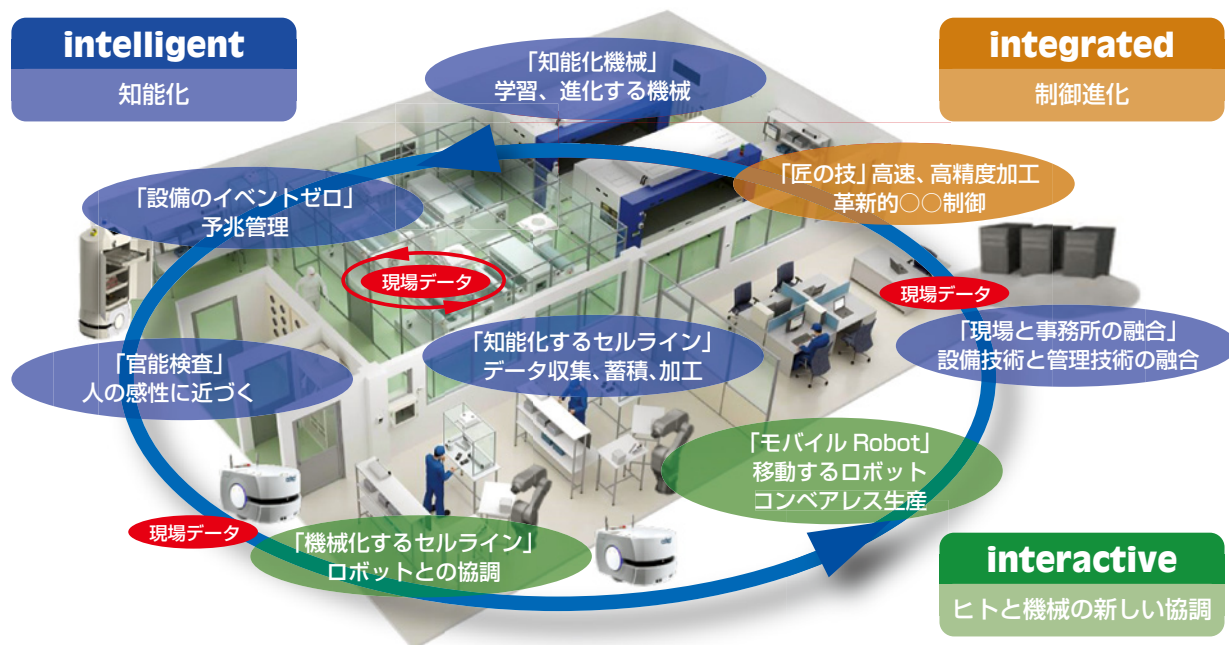 intelligent
知能化
integrated
制御進化
「知能化機械」
学習、進化する機械
「匠の技」高速、高精度加工
革新的○○制御
「設備のイベントゼロ」
予兆管理
現場データ
現場データ
「現場と事務所の融合」
設備技術と管理技術の融合
「知能化するセルライン」
データ収集、蓄積、加工
「官能検査」
人の感性に近づく
「モバイル Robot」
移動するロボット
コンベアレス生産
現場データ
「機械化するセルライン」
ロボットとの協調
interactive
ヒトと機械の新しい協調